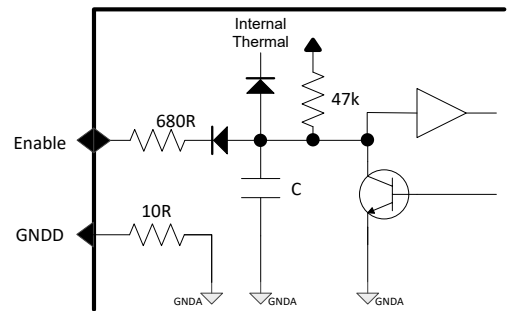 Internal
Thermal
47k
680R
Enable
C
10R
GNDD
GNDA
GNDA
GNDA